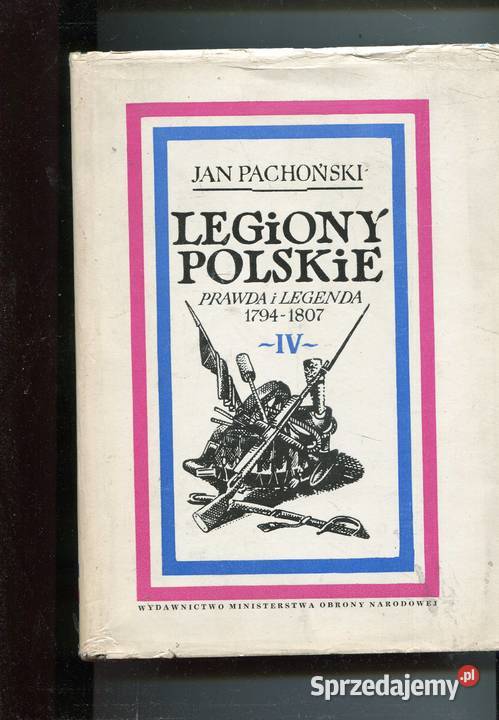 JAN PACHOŃSKI
LEGiONY
POLSKiE
PRAWDA i LEGENDA
1794-1807
~IV~
WYDAWNICTWO MINISTERSTWA OBRONY NARODOWEJ
Sprzedajemy.pl